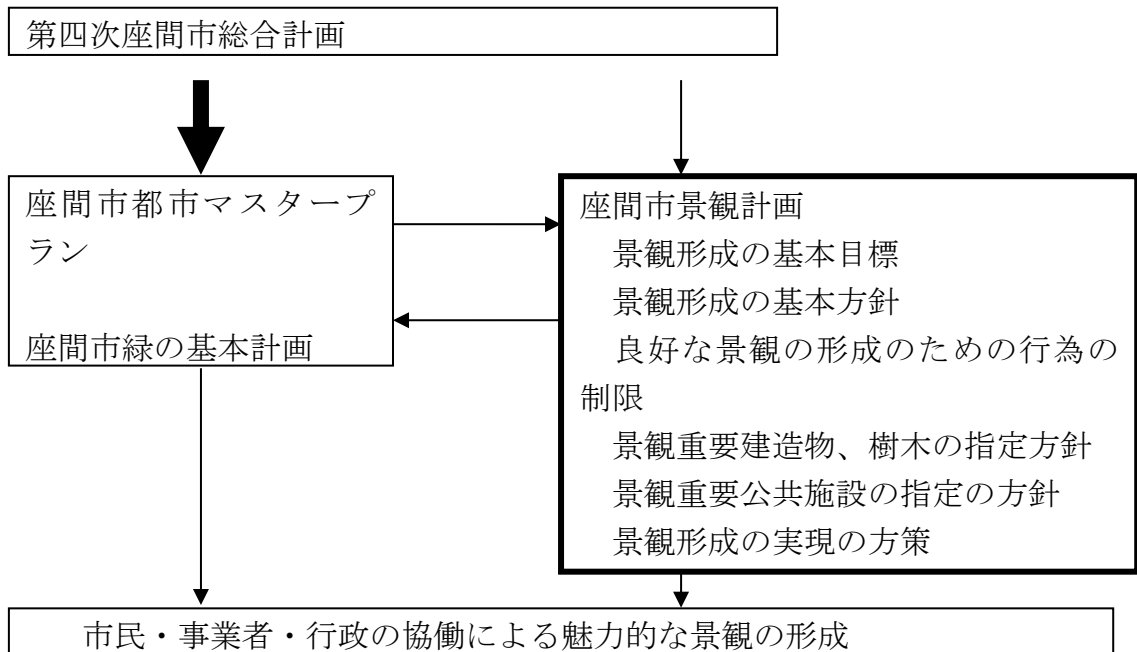 第四次座間市総合計画
座間市都市マスタープ
ラン
座間市緑の基本計画
座間市景観計画
景観形成の基本目標
景観形成の基本方針
良好な景観の形成のための行為の
制限
景観重要建造物、樹木の指定方針
景観重要公共施設の指定の方針
景観形成の実現の方策
市民・事業者・行政の協働による魅力的な景観の形成